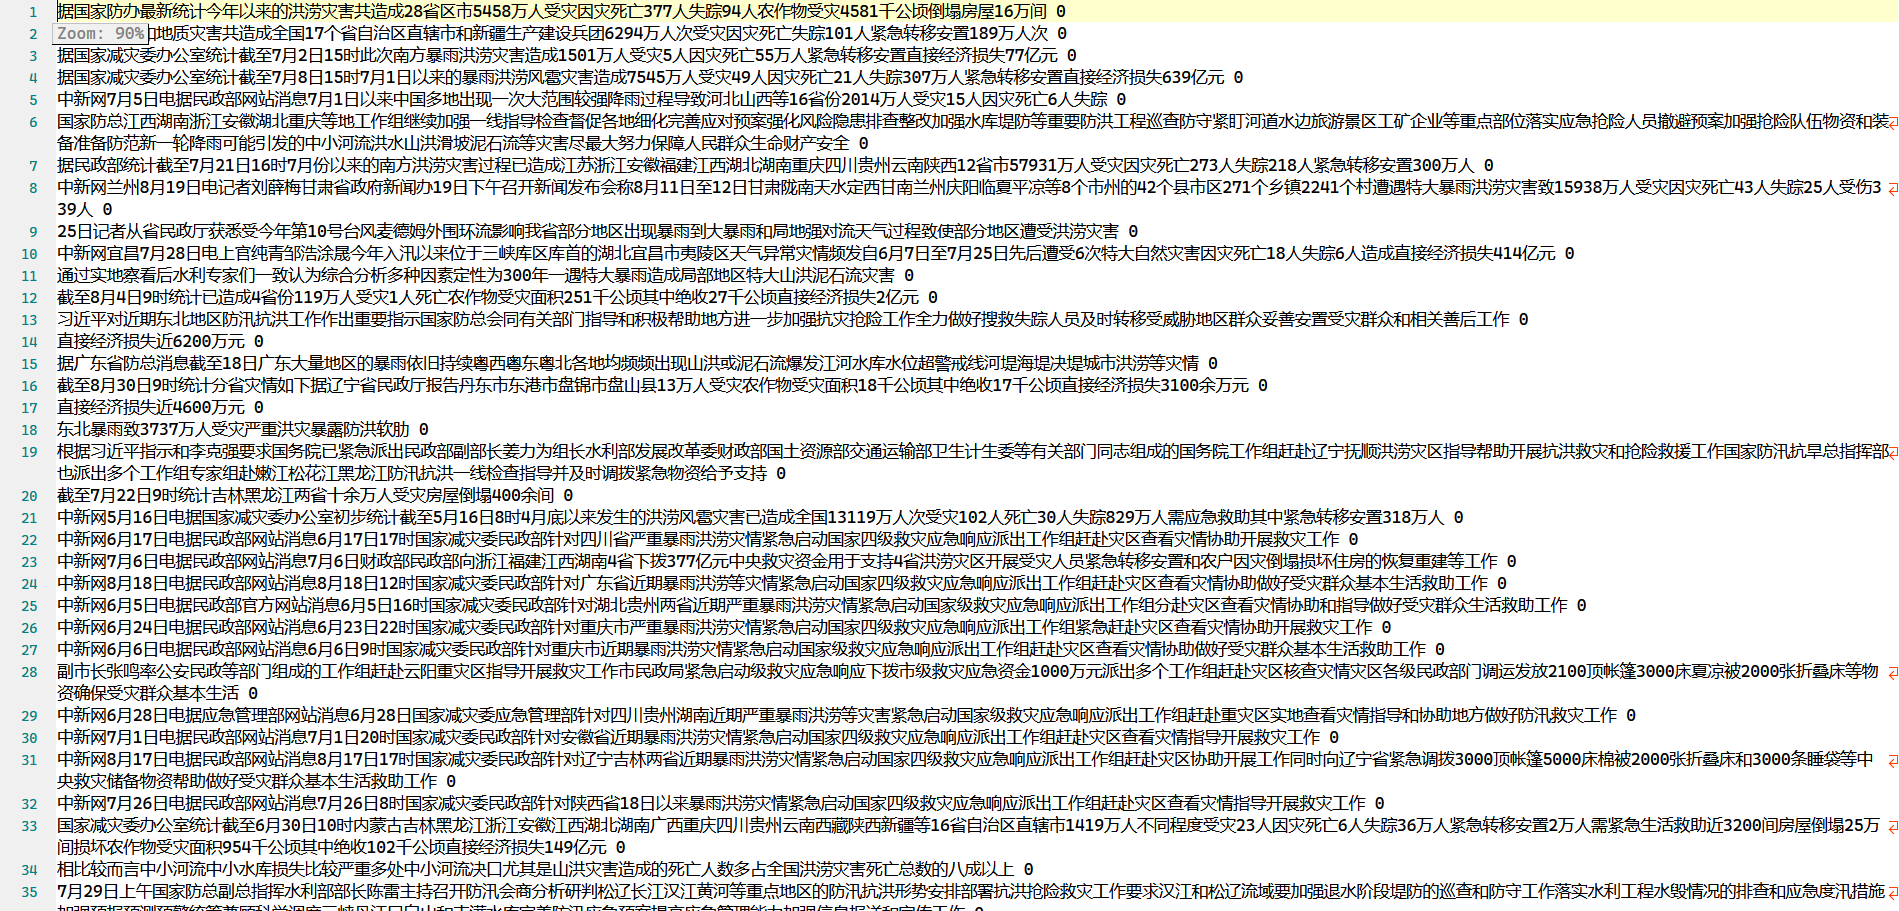 1 据国家防办最新统计今年以来的洪涝灾害共造成28省区市5458万人受灾因灾死亡377人失踪94人农作物受灾4581千公顷倒塌房屋16万间 0
2 Zoom: 90% 地质灾害共造成全国17个省自治区直辖市和新疆生产建设兵团6294万人次受灾因灾死亡失踪101人紧急转移安置189万人次 0
3 据国家减灾委办公室统计截至7月2日15时此次南方暴雨洪涝灾害造成1501万人受灾5人因灾死亡55万人紧急转移安置直接经济损失77亿元 0
4 据国家减灾委办公室统计截至7月8日15时7月1日以来的暴雨洪涝风雹灾害造成7545万人受灾49人因灾死亡21人失踪307万人紧急转移安置直接经济损失639亿元 0
5 中新网7月5日电据民政部网站消息7月1日以来中国多地出现一次大范围较强降雨过程导致河北山西等16省份2014万人受灾15人因灾死亡6人失踪 0
6 国家防总江西湖南浙江安徽湖北重庆等地工作组继续加强一线指导检查督促各地细化完善应对预案强化风险隐患排查整改加强水库堤防等重要防洪工程巡查防守紧盯河道水边旅游景区工矿企业等重点部位落实应急抢险人员撤避预案加强抢险队伍物资和装
备准备防范新一轮降雨可能引发的中小河流洪水山洪滑坡泥石流等灾害尽最大努力保障人民群众生命财产安全 0
7 据民政部统计截至7月21日16时7月份以来的南方洪涝灾害过程已造成江苏浙江安徽福建江西湖北湖南重庆四川贵州云南陕西12省市57931万人受灾因灾死亡273人失踪218人紧急转移安置300万人 0
8 中新网兰州8月19日电记者刘薛梅甘肃省政府新闻办19日下午召开新闻发布会称8月11日至12日甘肃陇南天水定西甘南兰州庆阳临夏平凉等8个市州的42个县市区271个乡镇2241个村遭遇特大暴雨洪涝灾害致15938万人受灾因灾死亡43人失踪25人受伤3
39人 0
9 25日记者从省民政厅获悉受今年第10号台风麦德姆外围环流影响我省部分地区出现暴雨到大暴雨和局地强对流天气过程致使部分地区遭受洪涝灾害 0
10 中新网宜昌7月28日电上官纯青邹浩涂晟今年入汛以来位于三峡库区库首的湖北宜昌市夷陵区天气异常灾情频发自6月7日至7月25日先后遭受6次特大自然灾害因灾死亡18人失踪6人造成直接经济损失414亿元 0
11 通过实地察看后水利专家们一致认为综合分析多种因素定性为300年一遇特大暴雨造成局部地区特大山洪泥石流灾害 0
12 截至8月4日9时统计已造成4省份119万人受灾1人死亡农作物受灾面积251千公顷其中绝收27千公顷直接经济损失2亿元 0
13 习近平对近期东北地区防汛抗洪工作作出重要指示国家防总会同有关部门指导和积极帮助地方进一步加强抗灾抢险工作全力做好搜救失踪人员及时转移受威胁地区群众妥善安置受灾群众和相关善后工作 0
14 直接经济损失近6200万元 0
15 据广东省防总消息截至18日广东大量地区的暴雨依旧持续粤西粤东粤北各地均频频出现山洪或泥石流爆发江河水库水位超警戒线河堤海堤决堤城市洪涝等灾情 0
16 截至8月30日9时统计分省灾情如下据辽宁省民政厅报告丹东市东港市盘锦市盘山县13万人受灾农作物受灾面积18千公顷其中绝收17千公顷直接经济损失3100余万元 0
17 直接经济损失近4600万元 0
18 东北暴雨致3737万人受灾严重洪灾暴露防洪软肋 0
19 根据习近平指示和李克强要求国务院已紧急派出民政部副部长姜力为组长水利部发展改革委财政部国土资源部交通运输部卫生计生委等有关部门同志组成的国务院工作组赶赴辽宁抚顺洪涝灾区指导帮助开展抗洪救灾和抢险救援工作国家防汛抗旱总指挥部
也派出多个工作组专家组赴嫩江松花江黑龙江防汛抗洪一线检查指导并及时调拨紧急物资给予支持 0
20 截至7月22日9时统计吉林黑龙江两省十余万人受灾房屋倒塌400余间 0
21 中新网5月16日电据国家减灾委办公室初步统计截至5月16日8时4月底以来发生的洪涝风雹灾害已造成全国13119万人次受灾102人死亡30人失踪829万人需应急救助其中紧急转移安置318万人 0
22 中新网6月17日电据民政部网站消息6月17日17时国家减灾委民政部针对四川省严重暴雨洪涝灾情紧急启动国家四级救灾应急响应派出工作组赶赴灾区查看灾情协助开展救灾工作 0
23 中新网7月6日电据民政部网站消息7月6日财政部民政部向浙江福建江西湖南4省下拨377亿元中央救灾资金用于支持4省洪涝灾区开展受灾人员紧急转移安置和农户因灾倒塌损坏住房的恢复重建等工作 0
24 中新网8月18日电据民政部网站消息8月18日12时国家减灾委民政部针对广东省近期暴雨洪涝等灾情紧急启动国家四级救灾应急响应派出工作组赶赴灾区查看灾情协助做好受灾群众基本生活救助工作 0
25 中新网6月5日电据民政部官方网站消息6月5日16时国家减灾委民政部针对湖北贵州两省近期严重暴雨洪涝灾情紧急启动国家级救灾应急响应派出工作组分赴灾区查看灾情协助和指导做好受灾群众生活救助工作 0
26 中新网6月24日电据民政部网站消息6月23日22时国家减灾委民政部针对重庆市严重暴雨洪涝灾情紧急启动国家四级救灾应急响应派出工作组紧急赶赴灾区查看灾情协助开展救灾工作 0
27 中新网6月6日电据民政部网站消息6月6日9时国家减灾委民政部针对重庆市近期暴雨洪涝灾情紧急启动国家级救灾应急响应派出工作组赶赴灾区查看灾情协助做好受灾群众基本生活救助工作 0
28 副市长张鸣率公安民政等部门组成的工作组赶赴云阳重灾区指导开展救灾工作市民政局紧急启动级救灾应急响应下拨市级救灾应急资金1000万元派出多个工作组赶赴灾区核查灾情灾区各级民政部门调运发放2100顶帐篷3000床夏凉被2000张折叠床等物
资确保受灾群众基本生活 0
29 中新网6月28日电据应急管理部网站消息6月28日国家减灾委应急管理部针对四川贵州湖南近期严重暴雨洪涝等灾害紧急启动国家级救灾应急响应派出工作组赶赴重灾区实地查看灾情指导和协助地方做好防汛救灾工作 0
30 中新网7月1日电据民政部网站消息7月1日20时国家减灾委民政部针对安徽省近期暴雨洪涝灾情紧急启动国家四级救灾应急响应派出工作组赶赴灾区查看灾情指导开展救灾工作 0
31 中新网8月17日电据民政部网站消息8月17日17时国家减灾委民政部针对辽宁吉林两省近期暴雨洪涝灾情紧急启动国家四级救灾应急响应派出工作组赶赴灾区协助开展工作同时向辽宁省紧急调拨3000顶帐篷5000床棉被2000张折叠床和3000条睡袋等中
央救灾储备物资帮助做好受灾群众基本生活救助工作 0
32 中新网7月26日电据民政部网站消息7月26日8时国家减灾委民政部针对陕西省18日以来暴雨洪涝灾情紧急启动国家四级救灾应急响应派出工作组赶赴灾区查看灾情指导开展救灾工作 0
33 国家减灾委办公室统计截至6月30日10时内蒙古吉林黑龙江浙江安徽江西湖北湖南广西重庆四川贵州云南西藏陕西新疆等16省自治区直辖市1419万人不同程度受灾23人因灾死亡6人失踪36万人紧急转移安置2万人需紧急生活救助近3200间房屋倒塌25万
间损坏农作物受灾面积954千公顷其中绝收102千公顷直接经济损失149亿元 0
34 相比较而言中小河流中小水库损失比较严重多处中小河流决口尤其是山洪灾害造成的死亡人数多占全国洪涝灾害死亡总数的八成以上 0
35 7月29日上午国家防总副总指挥水利部部长陈雷主持召开防汛会商分析研判松辽长江汉江黄河等重点地区的防汛抗洪形势安排部署抗洪抢险救灾工作要求汉江和松辽流域要加强退水阶段堤防的巡查和防守工作落实水利工程水毁情况的排查和应急度汛措施